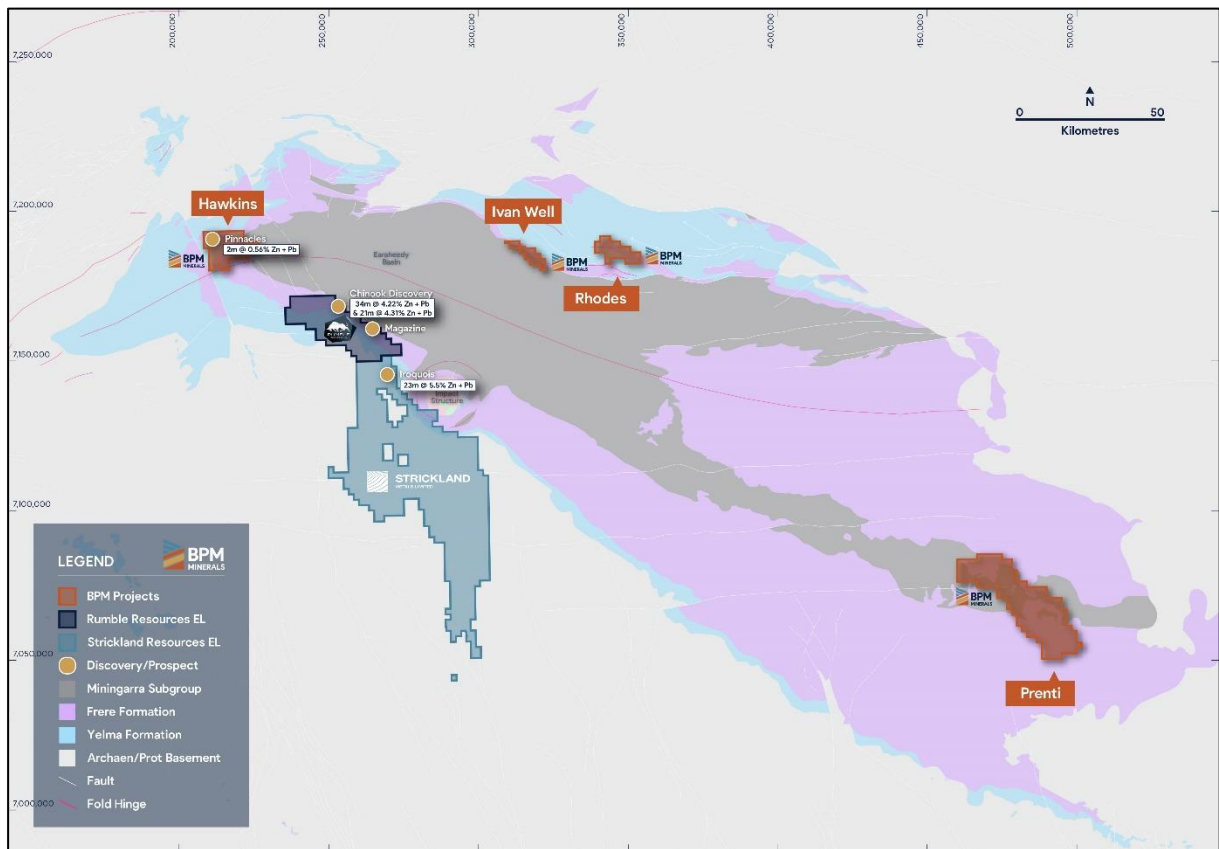 200,000
250,000
300,000
350,000
400,000
450,000
500,000
7,250,000
7,200,000
7,150,000
7,100,000
7,050,000
7,000,000
N
0 50
Kilometres
Hawkins
Pinnacles
2m @ 0.56% Zn + Pb
BPM
MINERALS
Ivan Well
BPM
MINERALS
Rhodes
BPM
MINERALS
Earaheedy
Basin
Chinook Discovery
34m @ 4.22% Zn + Pb
& 21m @ 4.31% Zn + Pb
Magazine
Iroquois
23m @ 5.5% Zn + Pb
Impact
Structure
STRICKLAND
METALS LIMITED
BPM
MINERALS
Prenti
LEGEND
BPM
MINERALS
BPM Projects
Rumble Resources EL
Strickland Resources EL
Discovery/Prospect
Miningarra Subgroup
Frere Formation
Yelma Formation
Archaen/Prot Basement
Fault
Fold Hinge